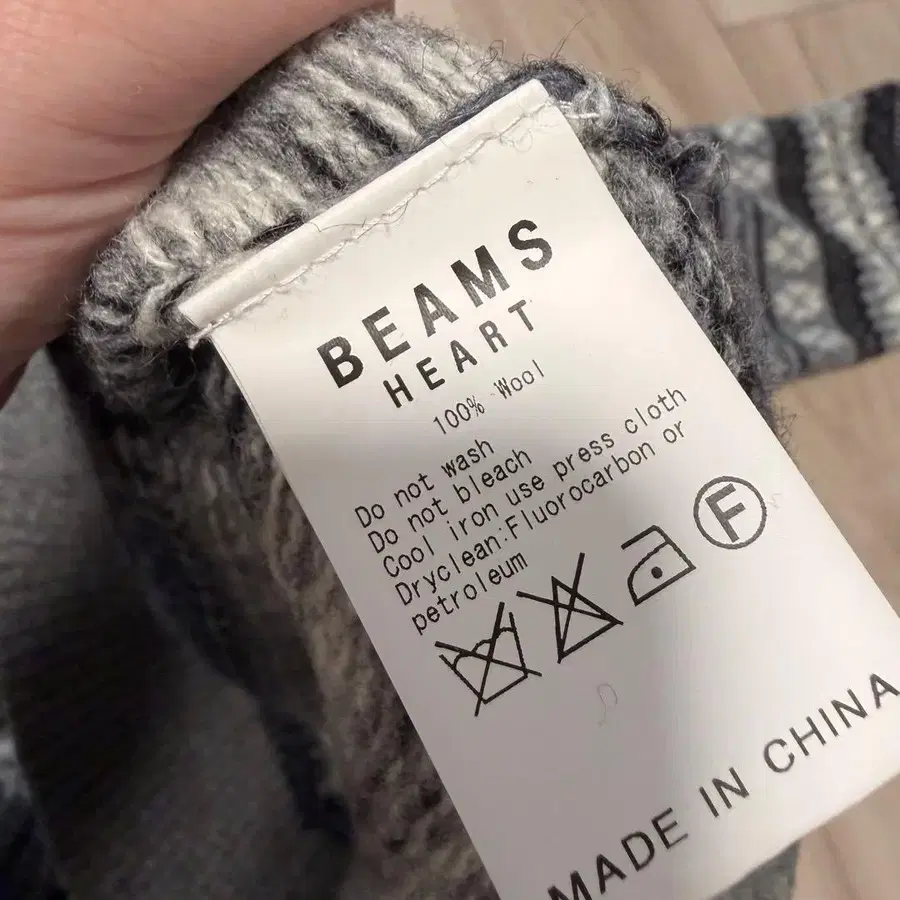 BEAMS
HEART
100% Wool
Do not wash
Do not bleach
Cool iron use press cloth
Dryclean:Fluorocarbon or
petroleum
F
MADE IN CHINA